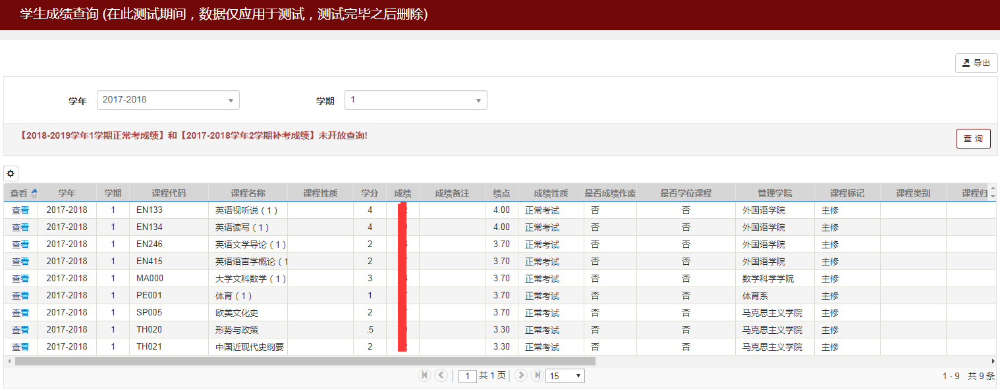 学生成绩查询 (在此测试期间，数据仅应用于测试，测试完毕之后删除)
导出
学年 2017-2018 学期 1
【2018-2019学年1学期正常考成绩】和【2017-2018学年2学期补考成绩】未开放查询!
查 询
查看 学年 学期 课程代码 课程名称 课程性质 学分 成绩 成绩备注 绩点 成绩性质 是否成绩作废 是否学位课程 管理学院 课程标记 课程类别 课程归
查看 2017-2018 1 EN133 英语视听说（1） 4 4.00 正常考试 否 否 外国语学院 主修
查看 2017-2018 1 EN134 英语读写（1） 4 4.00 正常考试 否 否 外国语学院 主修
查看 2017-2018 1 EN246 英语文学导论（1） 2 3.70 正常考试 否 否 外国语学院 主修
查看 2017-2018 1 EN415 英语语言学概论（1 2 3.70 正常考试 否 否 外国语学院 主修
查看 2017-2018 1 MA000 大学文科数学（1） 3 3.70 正常考试 否 否 数学科学学院 主修
查看 2017-2018 1 PE001 体育（1） 1 3.70 正常考试 否 否 体育系 主修
查看 2017-2018 1 SP005 欧美文化史 2 3.70 正常考试 否 否 马克思主义学院 主修
查看 2017-2018 1 TH020 形势与政策 .5 3.30 正常考试 否 否 马克思主义学院 主修
查看 2017-2018 1 TH021 中国近现代史纲要 2 3.30 正常考试 否 否 马克思主义学院 主修
1 共 1 页 15 1 - 9 共 9 条